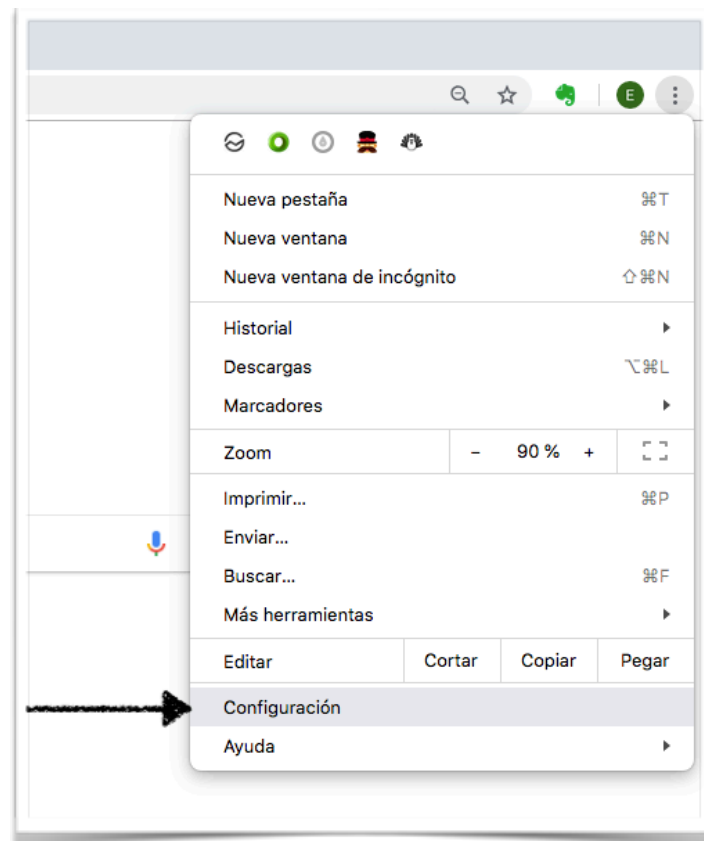 E
Nueva pestaña ⌘T
Nueva ventana ⌘N
Nueva ventana de incógnito ⇧⌘N
Historial
Descargas ⌥⌘L
Marcadores
Zoom - 90 % +
Imprimir... ⌘P
Enviar...
Buscar... ⌘F
Más herramientas
Editar Cortar Copiar Pegar
Configuración
Ayuda